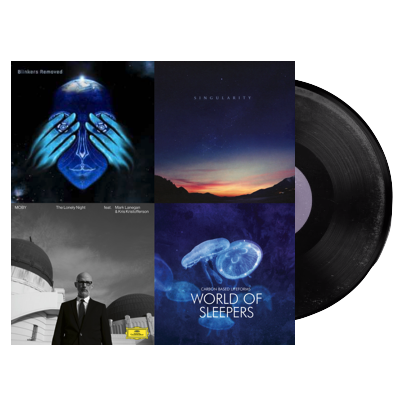 Blinkers Removed
SINGULARITY
MOBY
The Lonely Night
feat.
Mark Lanegan
& Kris Kristofferson
CARBON BASED LIFEFORMS
WORLD OF
SLEEPERS